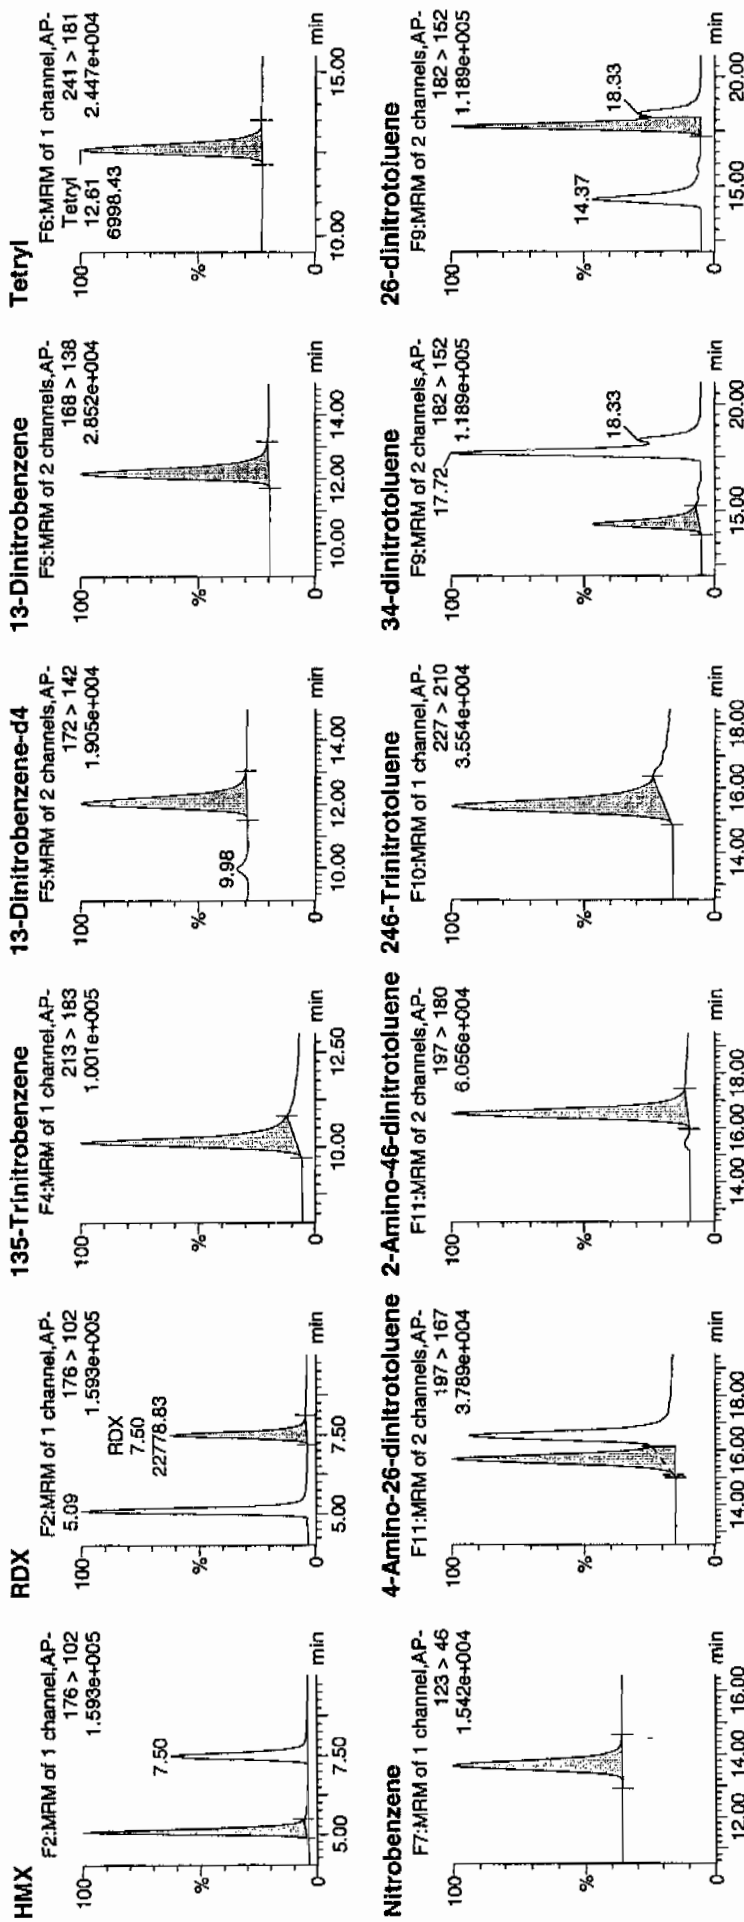 HMX
F2:MRM of 1 channel,AP-
176 > 102
1.593e+005
100
%
0
7.50
5.00
7.50
min
RDX
F2:MRM of 1 channel,AP-
176 > 102
1.593e+005
100
%
0
5.09
RDX
7.50
22778.83
5.00
7.50
min
135-Trinitrobenzene
F4:MRM of 1 channel,AP-
213 > 183
1.001e+005
100
%
0
10.00
12.50
min
13-Dinitrobenzene-d4
F5:MRM of 2 channels,AP-
172 > 142
1.905e+004
100
%
0
9.98
10.00
12.00
14.00
min
13-Dinitrobenzene
F5:MRM of 2 channels,AP-
168 > 138
2.852e+004
100
%
0
10.00
12.00
14.00
min
Tetryl
F6:MRM of 1 channel,AP-
241 > 181
2.447e+004
100
%
0
Tetryl
12.61
6998.43
10.00
15.00
min
Nitrobenzene
F7:MRM of 1 channel,AP-
123 > 46
1.542e+004
100
%
0
12.00
14.00
16.00
min
4-Amino-26-dinitrotoluene
F11:MRM of 2 channels,AP-
197 > 167
3.789e+004
100
%
0
14.00
16.00
18.00
min
2-Amino-46-dinitrotoluene
F11:MRM of 2 channels,AP-
197 > 180
6.056e+004
100
%
0
14.00
16.00
18.00
min
246-Trinitrotoluene
F10:MRM of 1 channel,AP-
227 > 210
3.554e+004
100
%
0
14.00
16.00
18.00
min
34-dinitrotoluene
F9:MRM of 2 channels,AP-
182 > 152
1.189e+005
100
%
0
17.72
18.33
15.00
20.00
min
26-dinitrotoluene
F9:MRM of 2 channels,AP-
182 > 152
1.189e+005
100
%
0
14.37
18.33
15.00
20.00
min